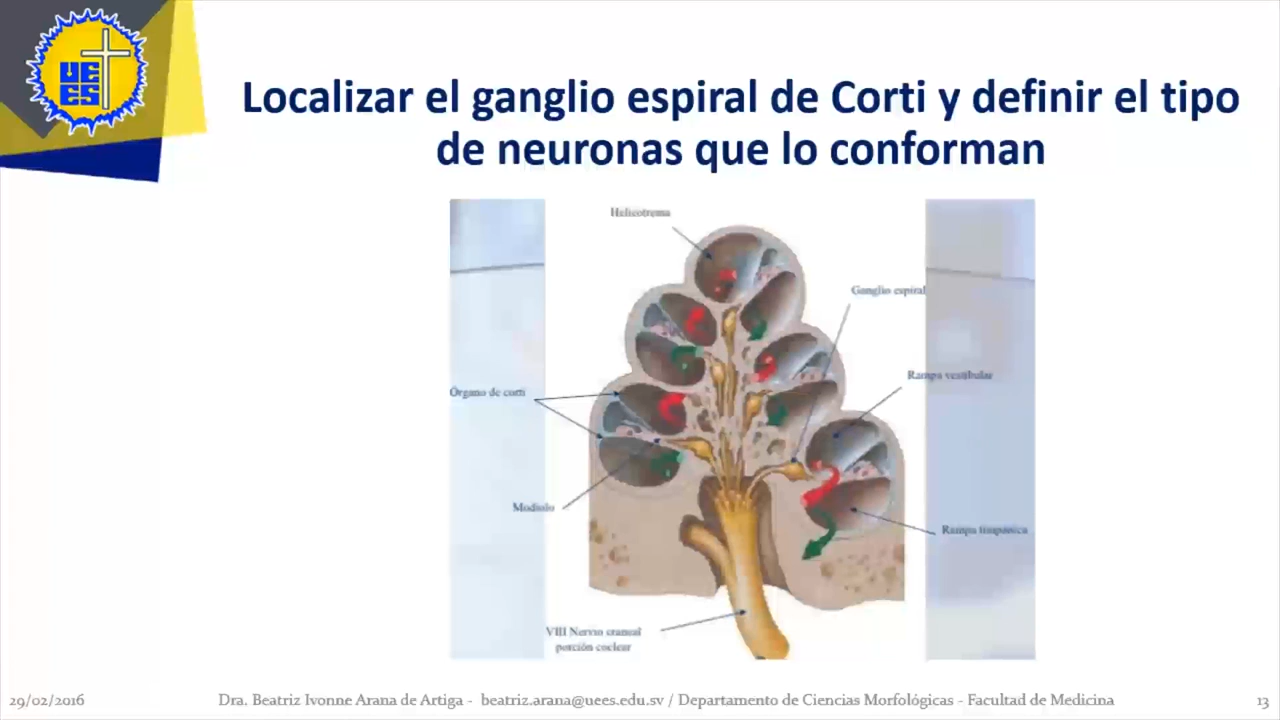 UE
ES
Localizar el ganglio espiral de Corti y definir el tipo
de neuronas que lo conforman
Helicotrema
Ganglio espiral
Rampa vestibular
Órgano de corti
Modiolo
Rampa timpánica
VIII Nervio craneal
porción coclear
29/02/2016
Dra. Beatriz Ivonne Arana de Artiga - beatriz.arana@uees.edu.sv / Departamento de Ciencias Morfológicas - Facultad de Medicina
13